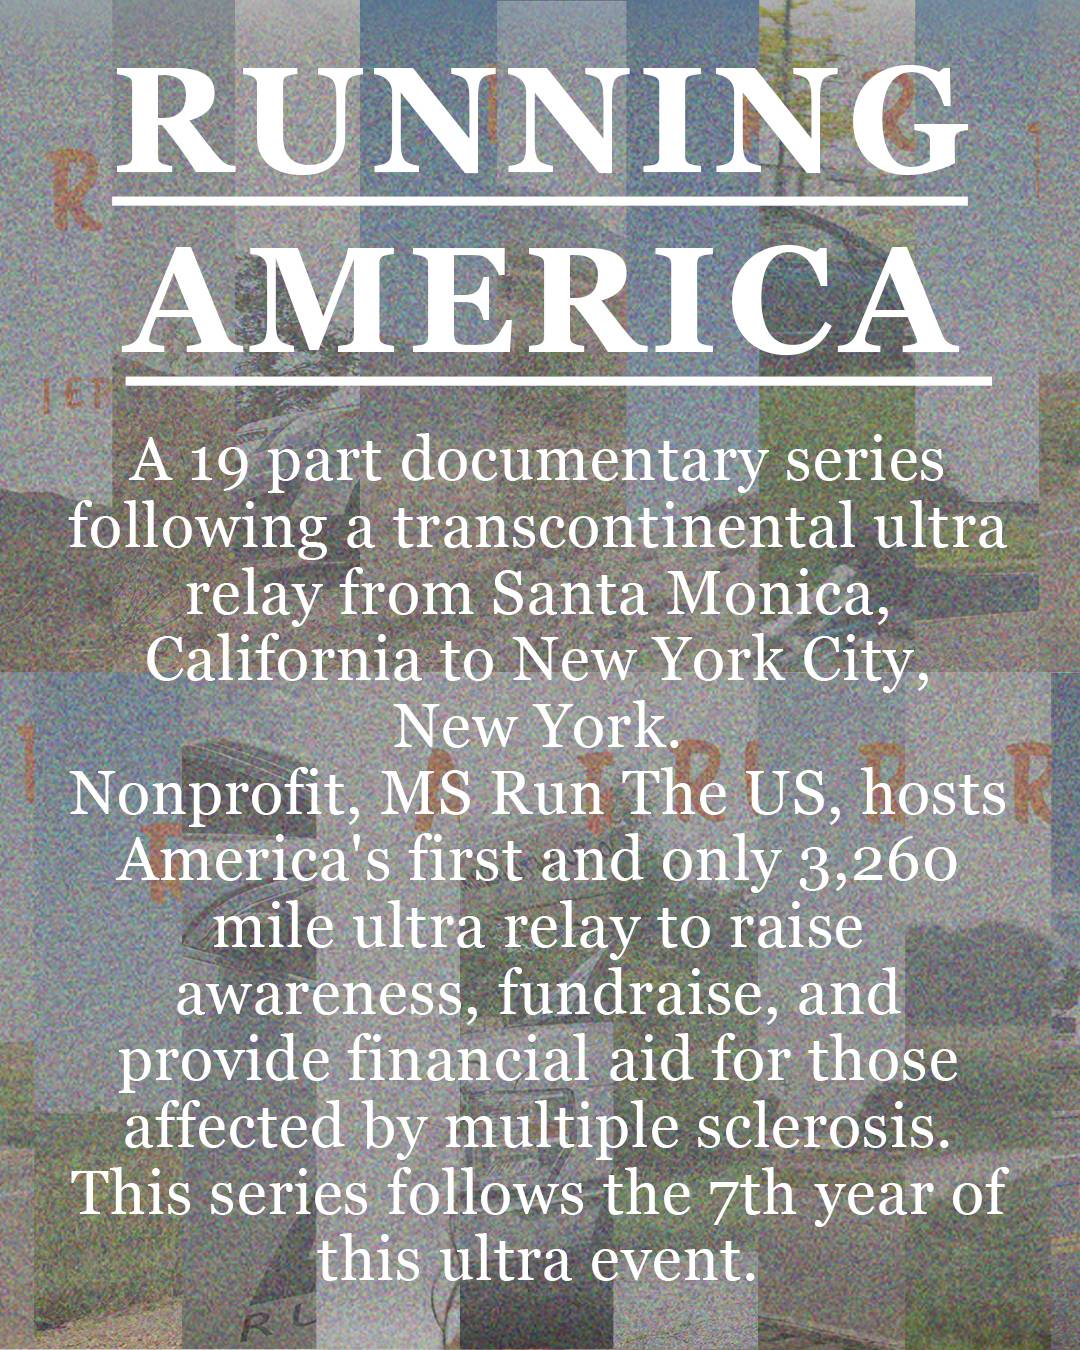 RUNNING
AMERICA
A 19 part documentary series
following a transcontinental ultra
relay from Santa Monica,
California to New York City,
New York.
Nonprofit, MS Run The US, hosts
America's first and only 3,260
mile ultra relay to raise
awareness, fundraise, and
provide financial aid for those
affected by multiple sclerosis.
This series follows the 7th year of
this ultra event.